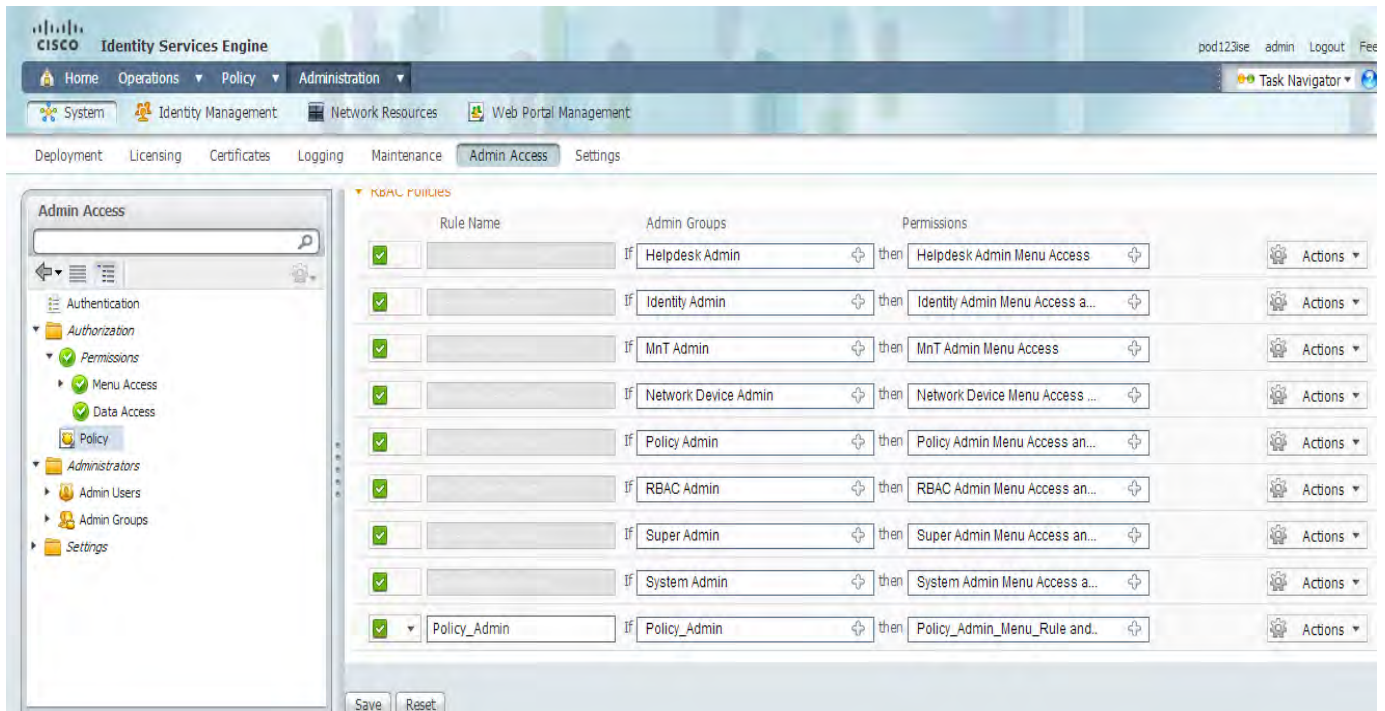 CISCO Identity Services Engine
pod123ise admin Logout Fee
Home Operations Policy Administration
Task Navigator
System Identity Management Network Resources Web Portal Management
Deployment Licensing Certificates Logging Maintenance Admin Access Settings
Admin Access
Authentication
Authorization
Permissions
Menu Access
Data Access
Policy
Administrators
Admin Users
Admin Groups
Settings
RBAC Policies
Rule Name Admin Groups Permissions
If Helpdesk Admin then Helpdesk Admin Menu Access Actions
If Identity Admin then Identity Admin Menu Access a... Actions
If MnT Admin then MnT Admin Menu Access Actions
If Network Device Admin then Network Device Menu Access ... Actions
If Policy Admin then Policy Admin Menu Access an... Actions
If RBAC Admin then RBAC Admin Menu Access an... Actions
If Super Admin then Super Admin Menu Access an... Actions
If System Admin then System Admin Menu Access a... Actions
Policy_Admin If Policy_Admin then Policy_Admin_Menu_Rule and.. Actions
Save Reset